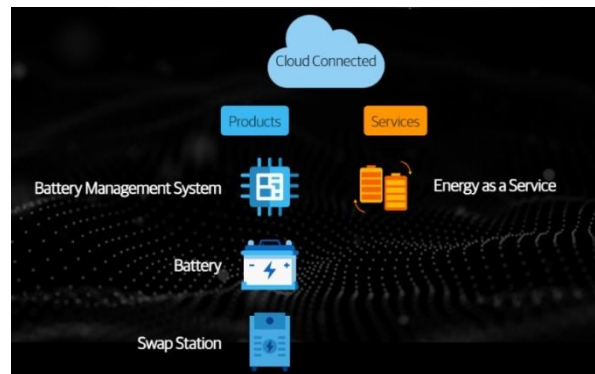 Cloud Connected
Products
Services
Battery Management System
Energy as a Service
Battery
Swap Station